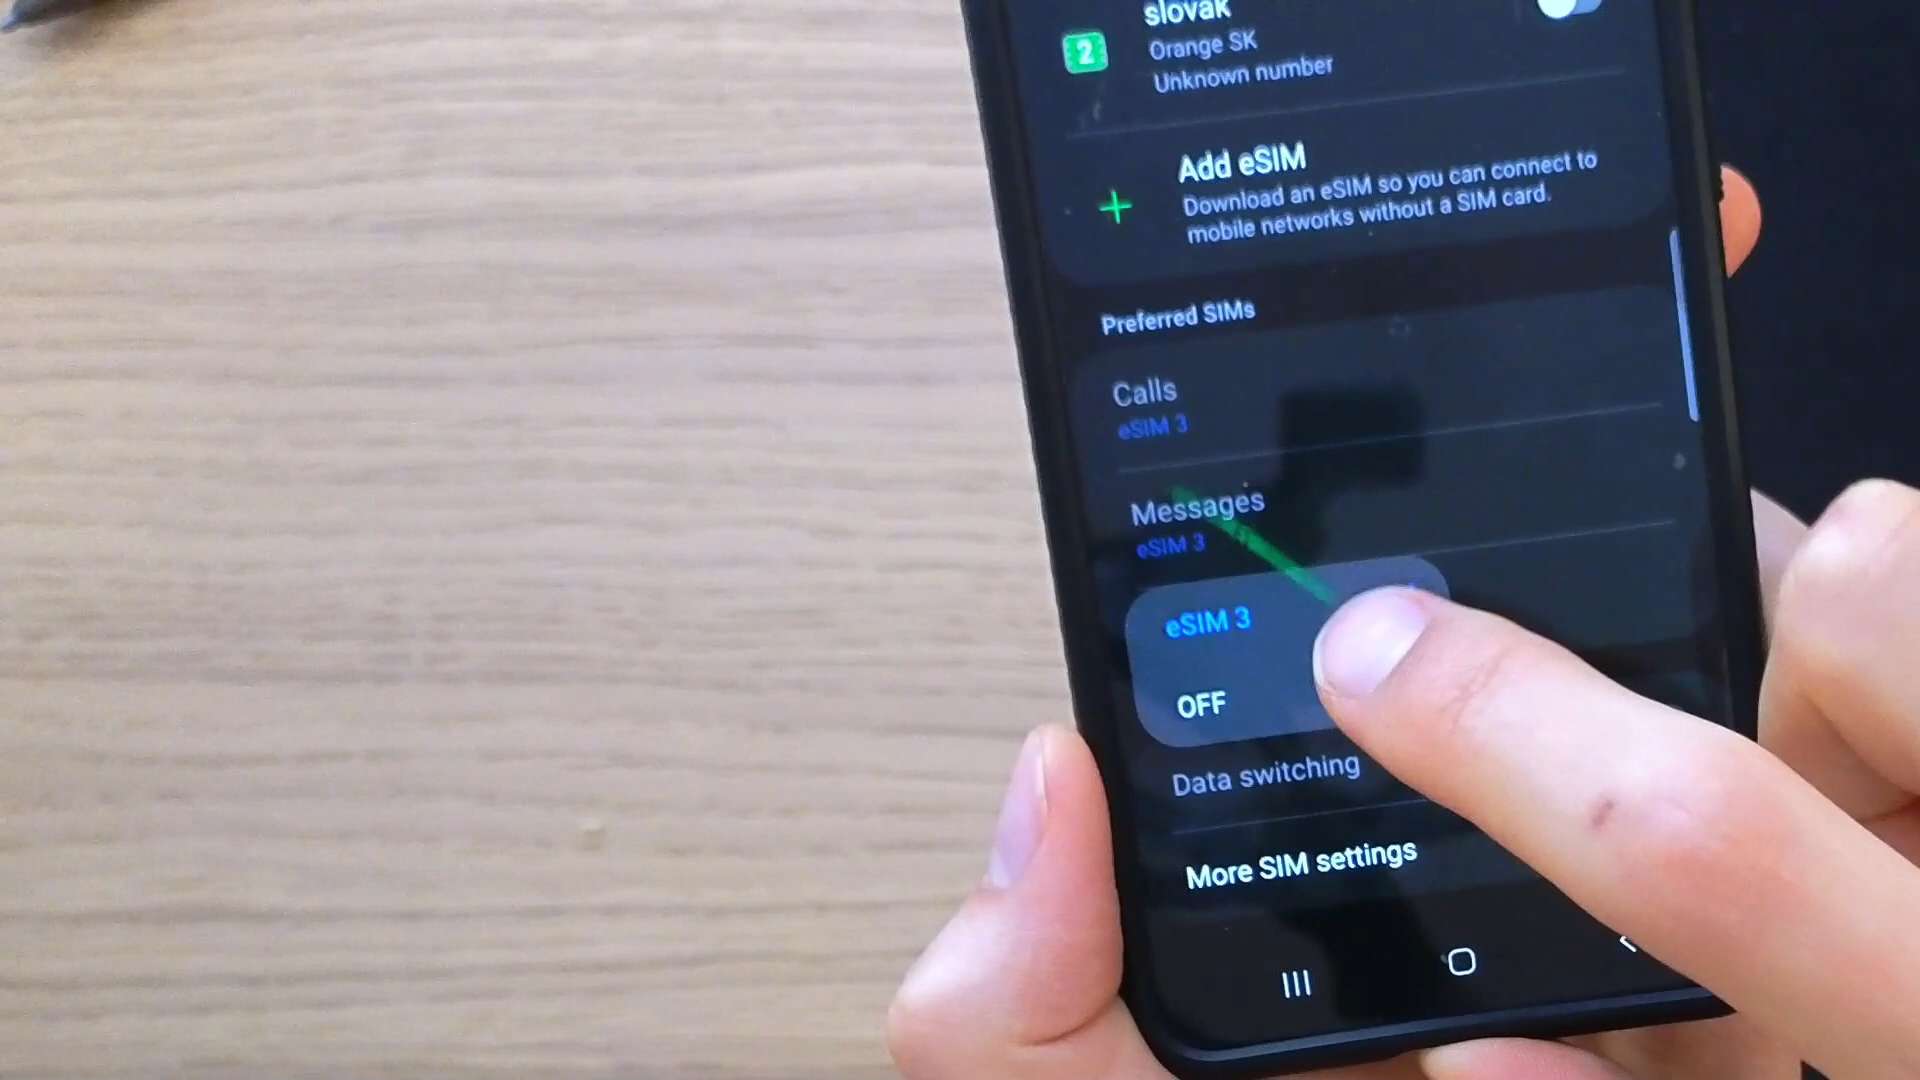 slovak
2
Orange SK
Unknown number
Add eSIM
Download an eSIM so you can connect to
mobile networks without a SIM card.
Preferred SIMs
Calls
eSIM 3
Messages
eSIM 3
eSIM 3
OFF
Data switching
More SIM settings